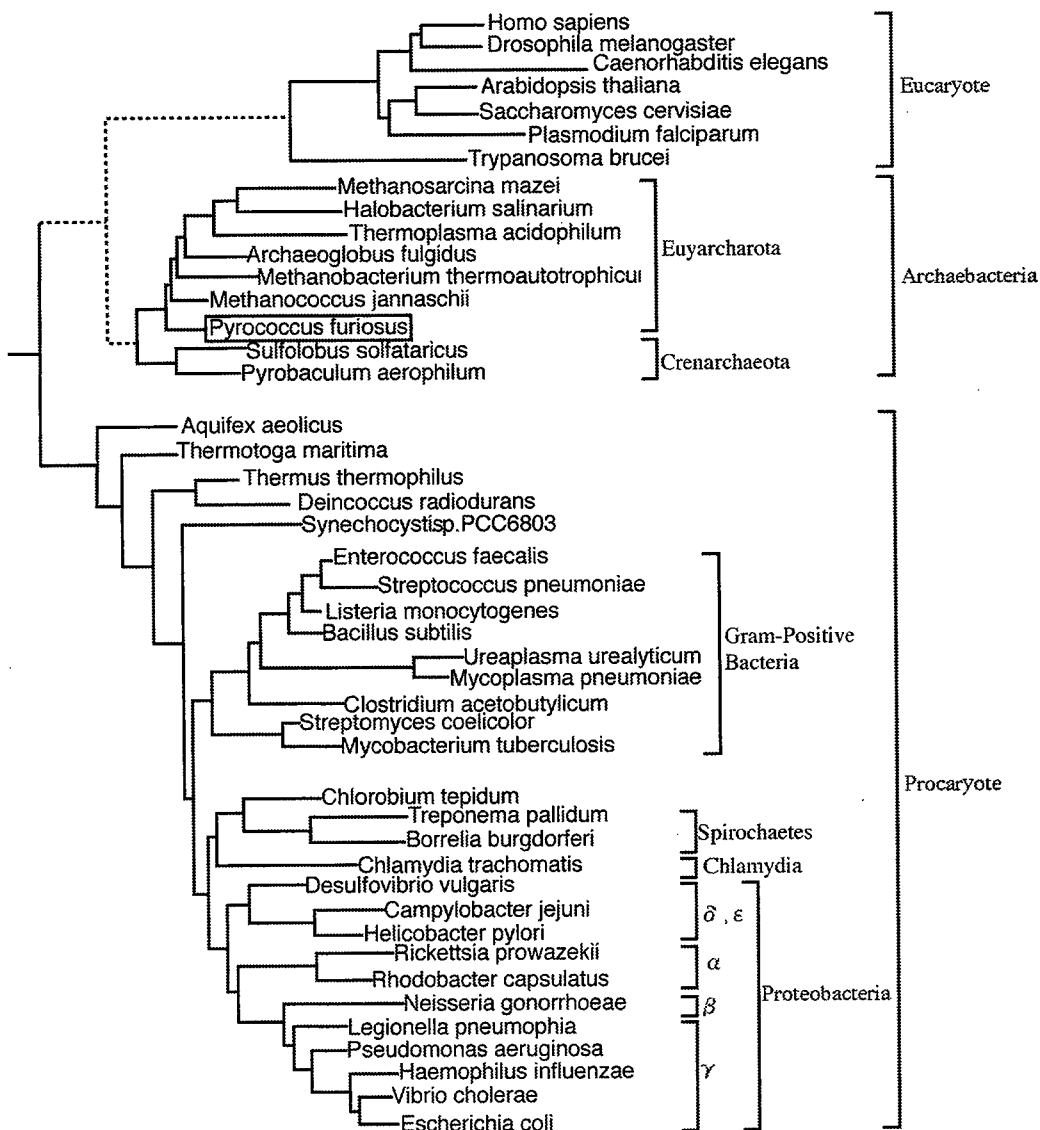 Homo sapiens
Drosophila melanogaster
Caenorhabditis elegans
Arabidopsis thaliana
Saccharomyces cervisiae
Plasmodium falciparum
Trypanosoma brucei
Eucaryote
Methanosarcina mazei
Halobacterium salinarium
Thermoplasma acidophilum
Archaeoglobus fulgidus
Methanobacterium thermoautotrophicui
Methanococcus jannaschii
Pyrococcus furiosus
Euyarcharota
Sulfolobus solfataricus
Pyrobaculum aerophilum
Crenarchaeota
Archaebacteria
Aquifex aeolicus
Thermotoga maritima
Thermus thermophilus
Deincoccus radiodurans
Synechocystisp.PCC6803
Enterococcus faecalis
Streptococcus pneumoniae
Listeria monocytogenes
Bacillus subtilis
Ureaplasma urealyticum
Mycoplasma pneumoniae
Clostridium acetobutylicum
Streptomyces coelicolor
Mycobacterium tuberculosis
Gram-Positive
Bacteria
Chlorobium tepidum
Treponema pallidum
Borrelia burgdorferi
Spirochaetes
Chlamydia trachomatis
Chlamydia
Desulfovibrio vulgaris
Campylobacter jejuni
Helicobacter pylori
δ , ε
Rickettsia prowazekii
Rhodobacter capsulatus
α
Neisseria gonorrhoeae
β
Legionella pneumophia
Pseudomonas aeruginosa
Haemophilus influenzae
Vibrio cholerae
Escherichia coli
γ
Proteobacteria
Procaryote